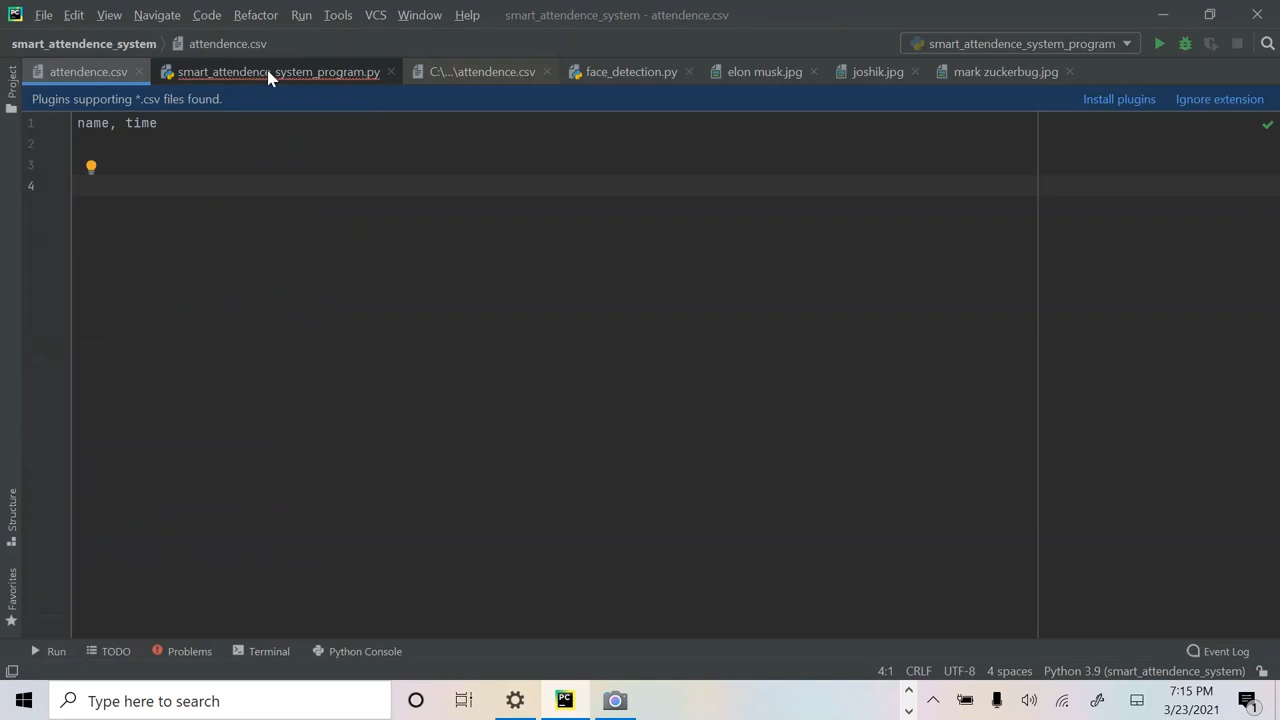 PC File Edit View Navigate Code Refactor Run Tools VCS Window Help smart_attendence_system - attendence.csv
smart_attendence_system attendence.csv smart_attendence_system_program
attendence.csv smart_attendence_system_program.py C:\...\attendence.csv face_detection.py elon musk.jpg joshik.jpg mark zuckerbug.jpg
Project
Plugins supporting *.csv files found. Install plugins Ignore extension
1 name, time
2
3
4
Structure
Favorites
Run TODO Problems Terminal Python Console Event Log
4:1 CRLF UTF-8 4 spaces Python 3.9 (smart_attendence_system)
Type here to search PC 7:15 PM
3/23/2021 1